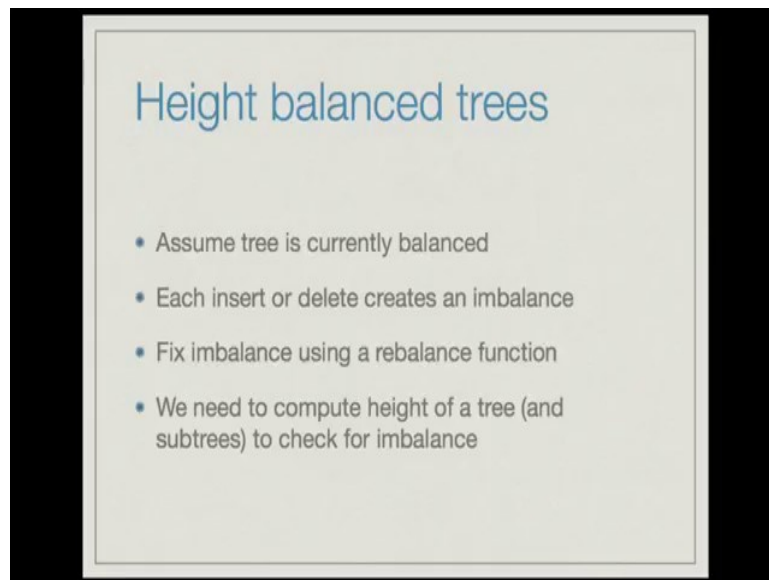 Height balanced trees
• Assume tree is currently balanced
• Each insert or delete creates an imbalance
• Fix imbalance using a rebalance function
• We need to compute height of a tree (and
subtrees) to check for imbalance